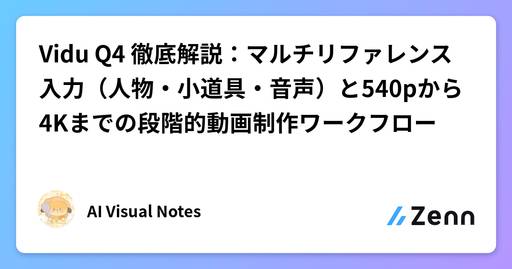 Vidu Q4 徹底解説：マルチリファレンス
入力（人物・小道具・音声）と540pから
4Kまでの段階的動画制作ワークフロー
AI Visual Notes
Zenn